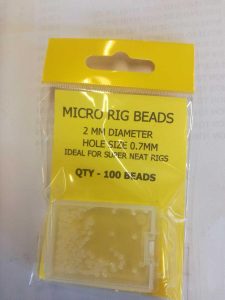 MICRO RIG BEADS
2 MM DIAMETER
HOLE SIZE 0.7MM
IDEAL FOR SUPER NEAT RIGS
QTY - 100 BEADS